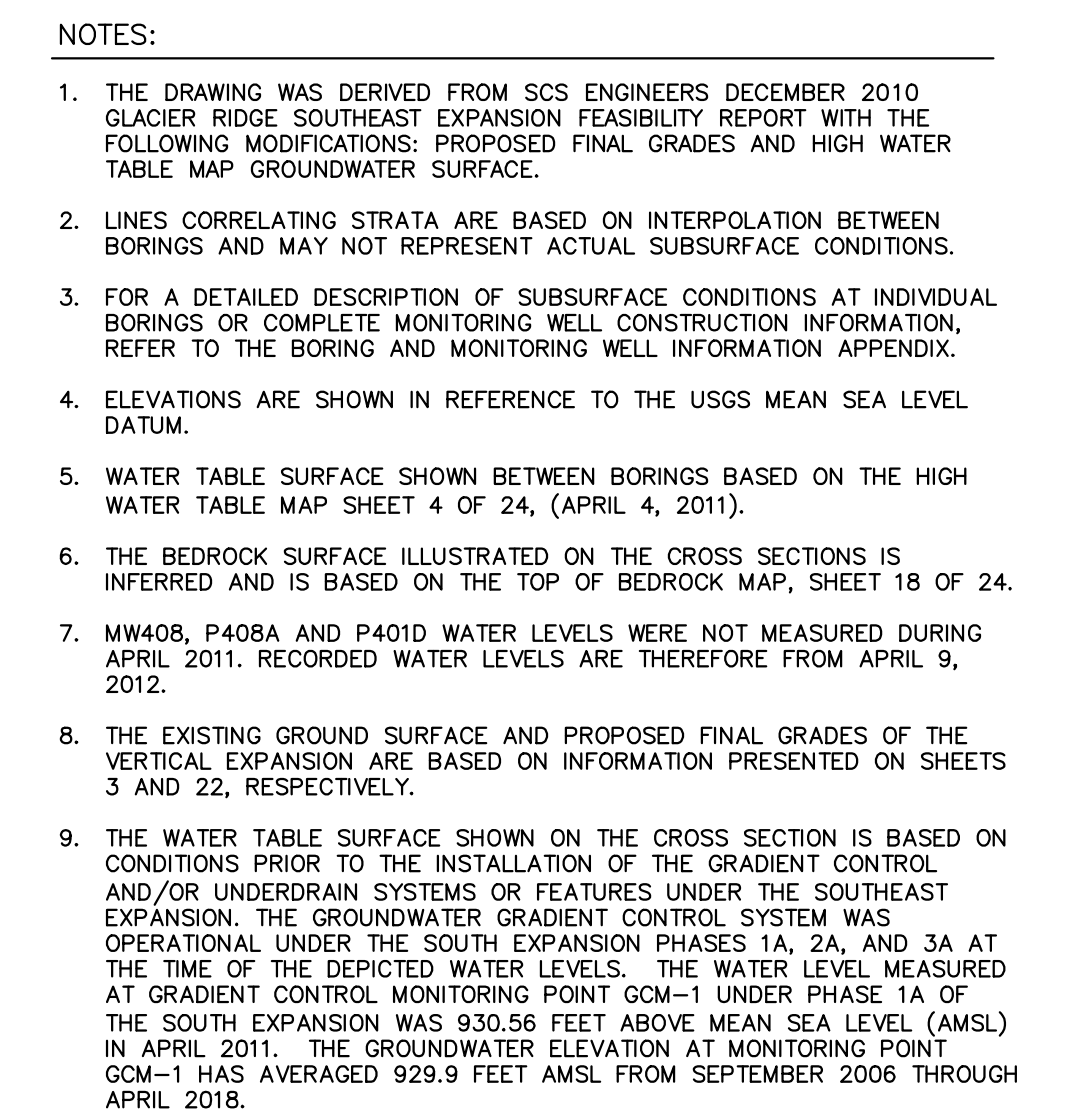 NOTES:
1. THE DRAWING WAS DERIVED FROM SCS ENGINEERS DECEMBER 2010
GLACIER RIDGE SOUTHEAST EXPANSION FEASIBILITY REPORT WITH THE
FOLLOWING MODIFICATIONS: PROPOSED FINAL GRADES AND HIGH WATER
TABLE MAP GROUNDWATER SURFACE.
2. LINES CORRELATING STRATA ARE BASED ON INTERPOLATION BETWEEN
BORINGS AND MAY NOT REPRESENT ACTUAL SUBSURFACE CONDITIONS.
3. FOR A DETAILED DESCRIPTION OF SUBSURFACE CONDITIONS AT INDIVIDUAL
BORINGS OR COMPLETE MONITORING WELL CONSTRUCTION INFORMATION,
REFER TO THE BORING AND MONITORING WELL INFORMATION APPENDIX.
4. ELEVATIONS ARE SHOWN IN REFERENCE TO THE USGS MEAN SEA LEVEL
DATUM.
5. WATER TABLE SURFACE SHOWN BETWEEN BORINGS BASED ON THE HIGH
WATER TABLE MAP SHEET 4 OF 24, (APRIL 4, 2011).
6. THE BEDROCK SURFACE ILLUSTRATED ON THE CROSS SECTIONS IS
INFERRED AND IS BASED ON THE TOP OF BEDROCK MAP, SHEET 18 OF 24.
7. MW408, P408A AND P401D WATER LEVELS WERE NOT MEASURED DURING
APRIL 2011. RECORDED WATER LEVELS ARE THEREFORE FROM APRIL 9,
2012.
8. THE EXISTING GROUND SURFACE AND PROPOSED FINAL GRADES OF THE
VERTICAL EXPANSION ARE BASED ON INFORMATION PRESENTED ON SHEETS
3 AND 22, RESPECTIVELY.
9. THE WATER TABLE SURFACE SHOWN ON THE CROSS SECTION IS BASED ON
CONDITIONS PRIOR TO THE INSTALLATION OF THE GRADIENT CONTROL
AND/OR UNDERDRAIN SYSTEMS OR FEATURES UNDER THE SOUTHEAST
EXPANSION. THE GROUNDWATER GRADIENT CONTROL SYSTEM WAS
OPERATIONAL UNDER THE SOUTH EXPANSION PHASES 1A, 2A, AND 3A AT
THE TIME OF THE DEPICTED WATER LEVELS. THE WATER LEVEL MEASURED
AT GRADIENT CONTROL MONITORING POINT GCM-1 UNDER PHASE 1A OF
THE SOUTH EXPANSION WAS 930.56 FEET ABOVE MEAN SEA LEVEL (AMSL)
IN APRIL 2011. THE GROUNDWATER ELEVATION AT MONITORING POINT
GCM-1 HAS AVERAGED 929.9 FEET AMSL FROM SEPTEMBER 2006 THROUGH
APRIL 2018.